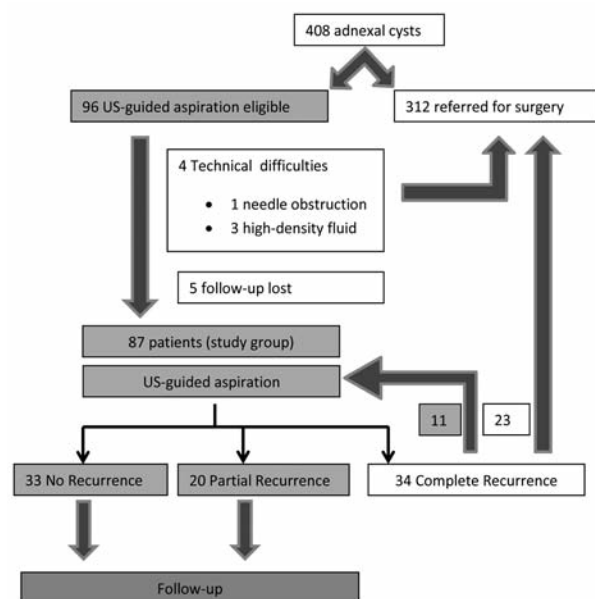 408 adnexal cysts
96 US-guided aspiration eligible
312 referred for surgery
4 Technical difficulties
• 1 needle obstruction
• 3 high-density fluid
5 follow-up lost
87 patients (study group)
US-guided aspiration
11
23
33 No Recurrence
20 Partial Recurrence
34 Complete Recurrence
Follow-up